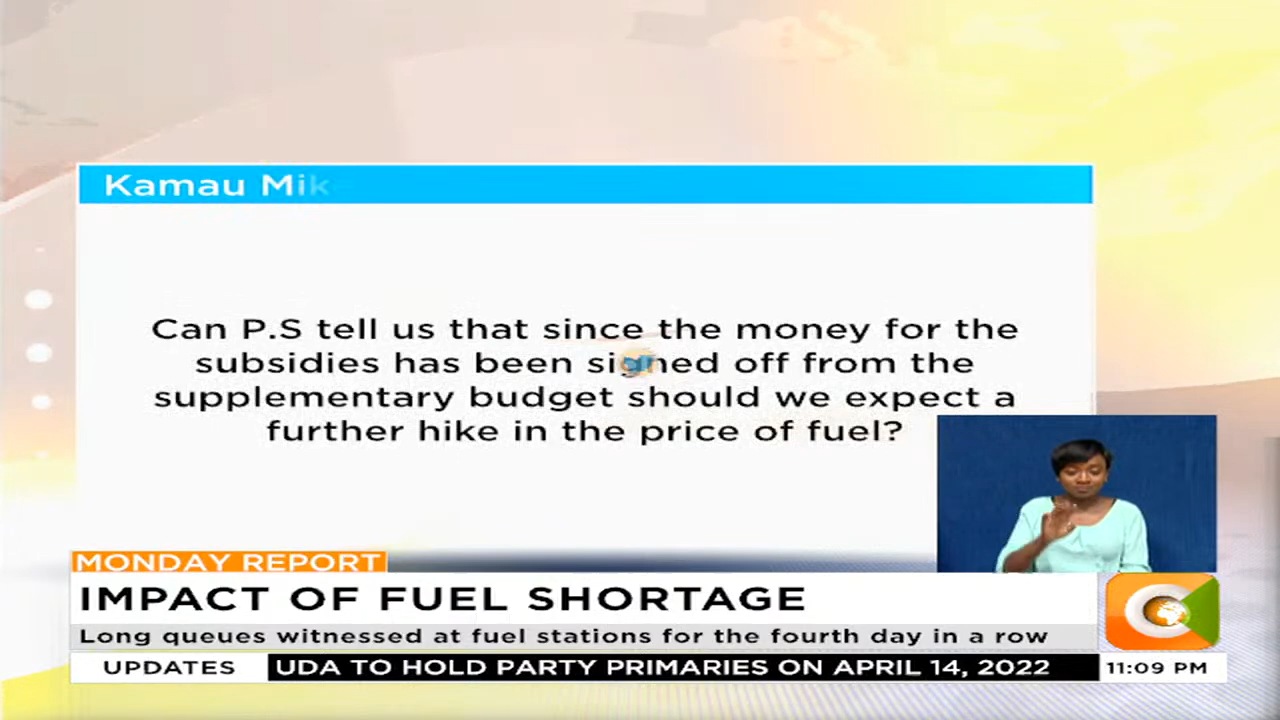 Kamau Mik
Can P.S tell us that since the money for the
subsidies has been signed off from the
supplementary budget should we expect a
further hike in the price of fuel?
MONDAY REPORT
IMPACT OF FUEL SHORTAGE
Long queues witnessed at fuel stations for the fourth day in a row
UPDATES
UDA TO HOLD PARTY PRIMARIES ON APRIL 14, 2022
11:09 PM